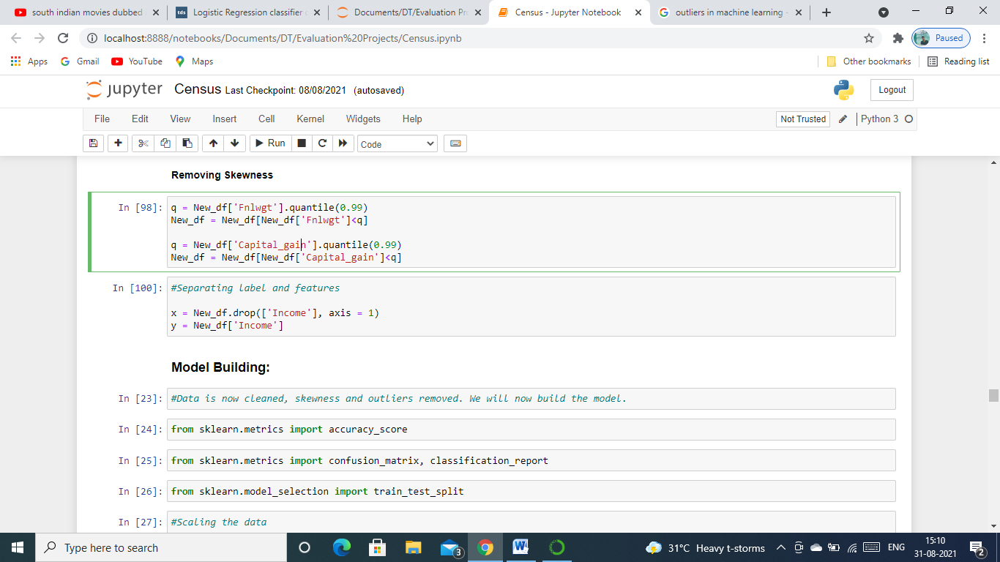 south indian movies dubbed
Logistic Regression classifier
Documents/DT/Evaluation Pr
Census - Jupyter Notebook
outliers in machine learning -
localhost:8888/notebooks/Documents/DT/Evaluation%20Projects/Census.ipynb
Paused
Apps
Gmail
YouTube
Maps
Other bookmarks
Reading list
jupyter
Census Last Checkpoint: 08/08/2021 (autosaved)
Logout
File Edit View Insert Cell Kernel Widgets Help
Not Trusted
Python 3
Run
Code
Removing Skewness
In [98]:
q = New_df['Fnlwgt'].quantile(0.99)
New_df = New_df[New_df['Fnlwgt']<q]
q = New_df['Capital_gain'].quantile(0.99)
New_df = New_df[New_df['Capital_gain']<q]
In [100]:
#Separating label and features
x = New_df.drop(['Income'], axis = 1)
y = New_df['Income']
Model Building:
In [23]: #Data is now cleaned, skewness and outliers removed. We will now build the model.
In [24]: from sklearn.metrics import accuracy_score
In [25]: from sklearn.metrics import confusion_matrix, classification_report
In [26]: from sklearn.model_selection import train_test_split
In [27]: #Scaling the data
Type here to search
3
31°C Heavy t-storms
ENG
15:10
31-08-2021
2